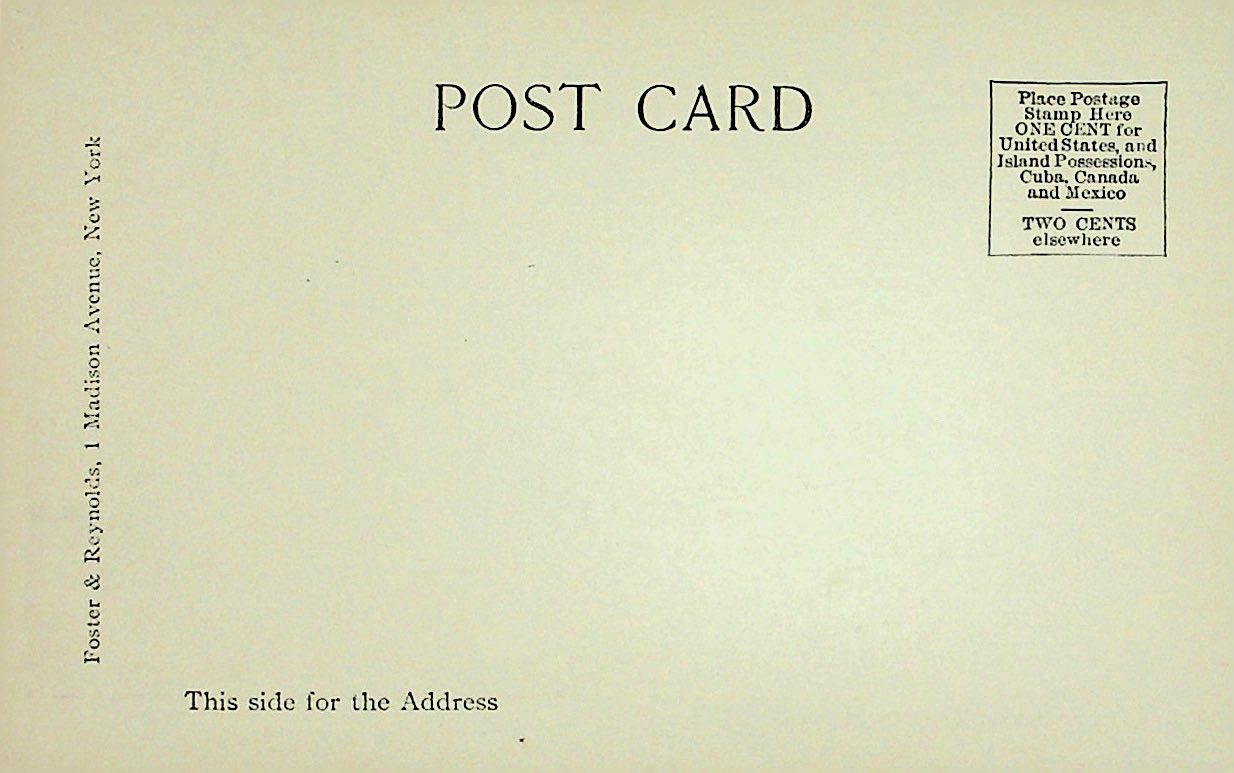 POST CARD
Place Postage
Stamp Here
ONE CENT for
United States, and
Island Possessions,
Cuba, Canada
and Mexico
TWO CENTS
elsewhere
Foster & Reynolds, 1 Madison Avenue, New York
This side for the Address